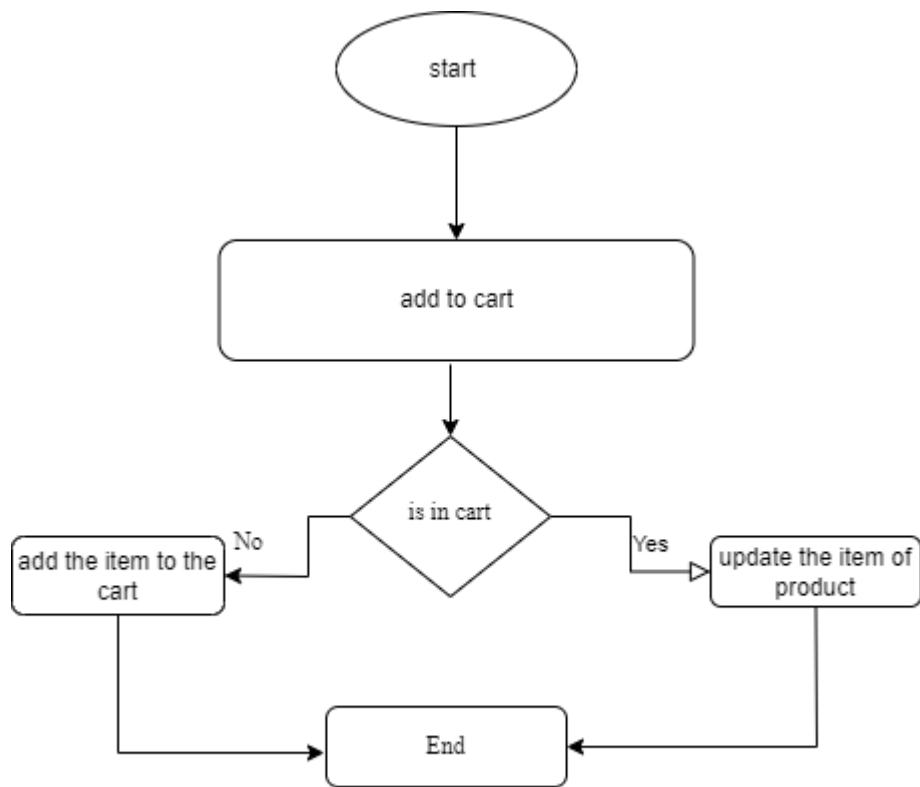 start
add to cart
is in cart
No
Yes
add the item to the
cart
update the item of
product
End